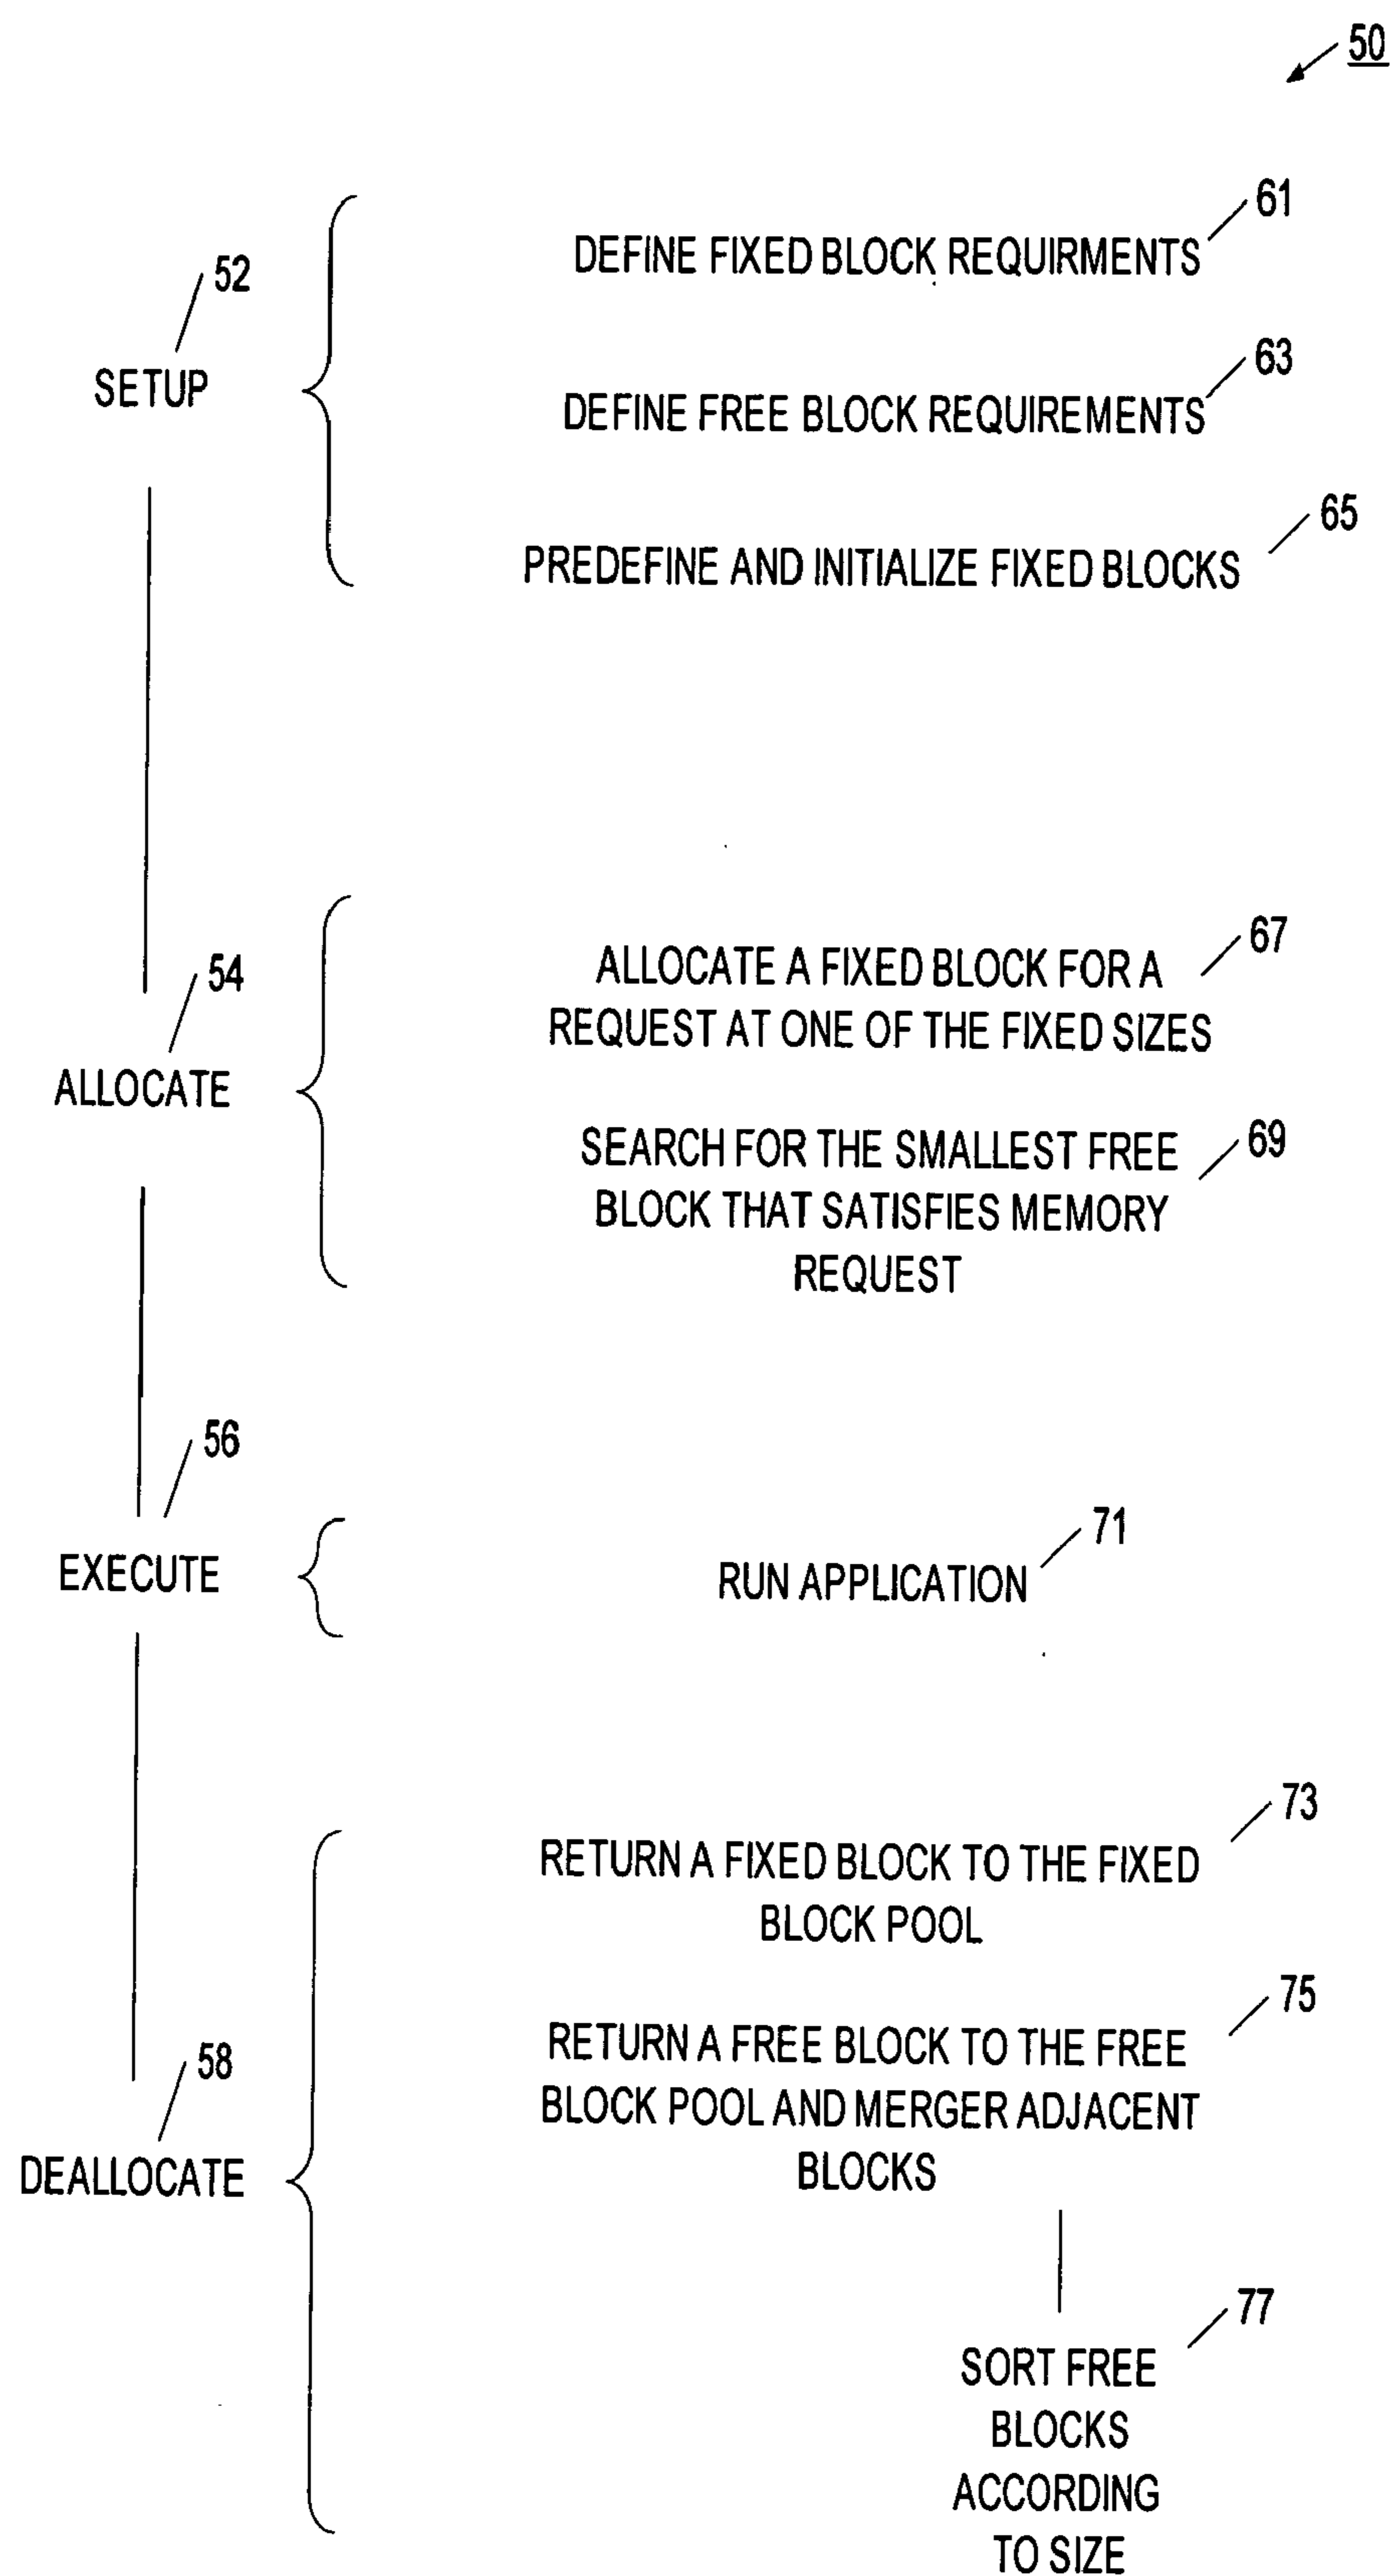 50
61
DEFINE FIXED BLOCK REQUIRMENTS
52
SETUP
63
DEFINE FREE BLOCK REQUIREMENTS
65
PREDEFINE AND INITIALIZE FIXED BLOCKS
54
ALLOCATE
67
ALLOCATE A FIXED BLOCK FOR A
REQUEST AT ONE OF THE FIXED SIZES
69
SEARCH FOR THE SMALLEST FREE
BLOCK THAT SATISFIES MEMORY
REQUEST
56
EXECUTE
71
RUN APPLICATION
58
DEALLOCATE
73
RETURN A FIXED BLOCK TO THE FIXED
BLOCK POOL
75
RETURN A FREE BLOCK TO THE FREE
BLOCK POOL AND MERGER ADJACENT
BLOCKS
77
SORT FREE
BLOCKS
ACCORDING
TO SIZE